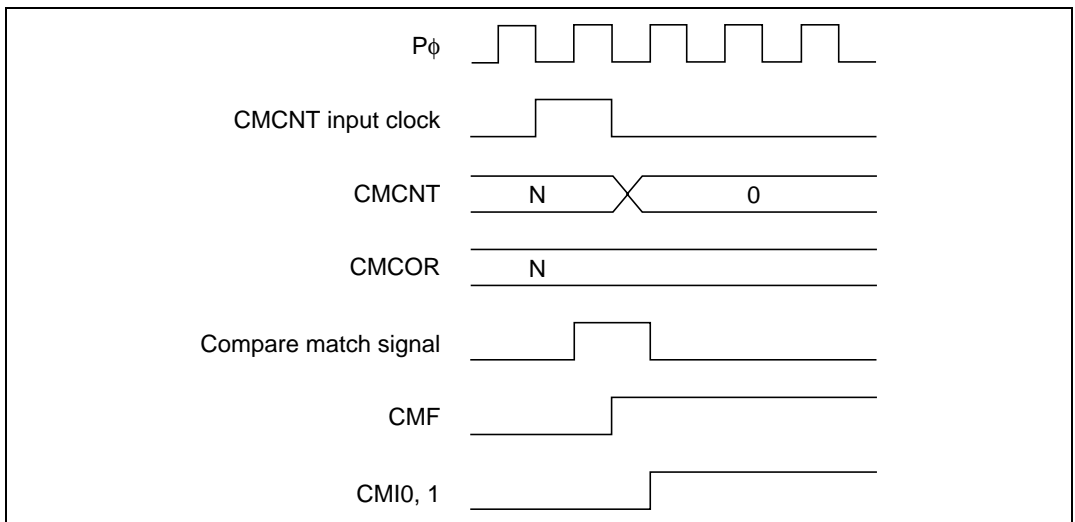 Pϕ
CMCNT input clock
CMCNT N 0
CMCOR N
Compare match signal
CMF
CMI0, 1